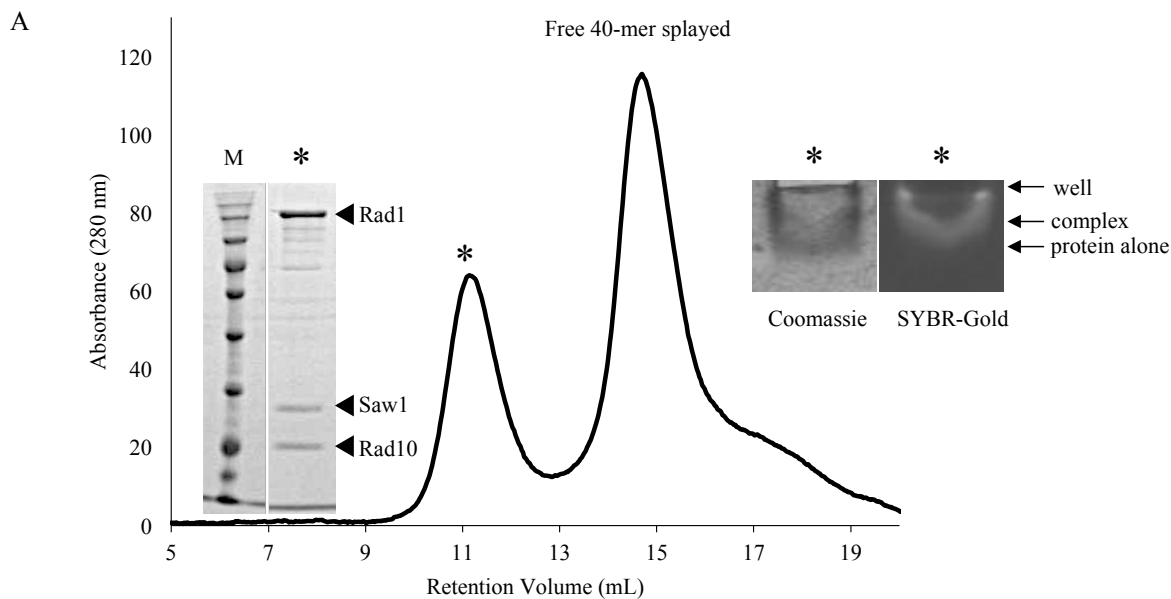 A
Free 40-mer splayed
120
100
80
60
40
20
0
Absorbance (280 nm)
M
*
Rad1
Saw1
Rad10
*
*
*
well
complex
protein alone
Coomassie
SYBR-Gold
5
7
9
11
13
15
17
19
Retention Volume (mL)